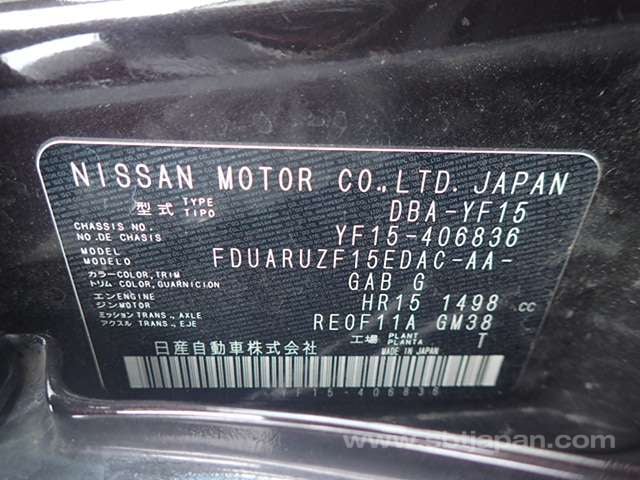 NISSAN MOTOR CO.,LTD. JAPAN
型式 TYPE TIPO DBA-YF15
CHASSIS NO. NO.DE CHASIS YF15-406836
MODEL MODELO FDUARUZF15EDAC-AA-
カラー COLOR, TRIM トリム COLOR, GUARNICION GAB G
エンジン ENGINE MOTOR HR15 1498 cc
ミッション TRANS., AXLE アクスル TRANS., EJE RE0F11A GM38
工場 PLANT PLANTA T
日産自動車株式会社 MADE IN JAPAN
YF15-406836
www.sbtjapan.com